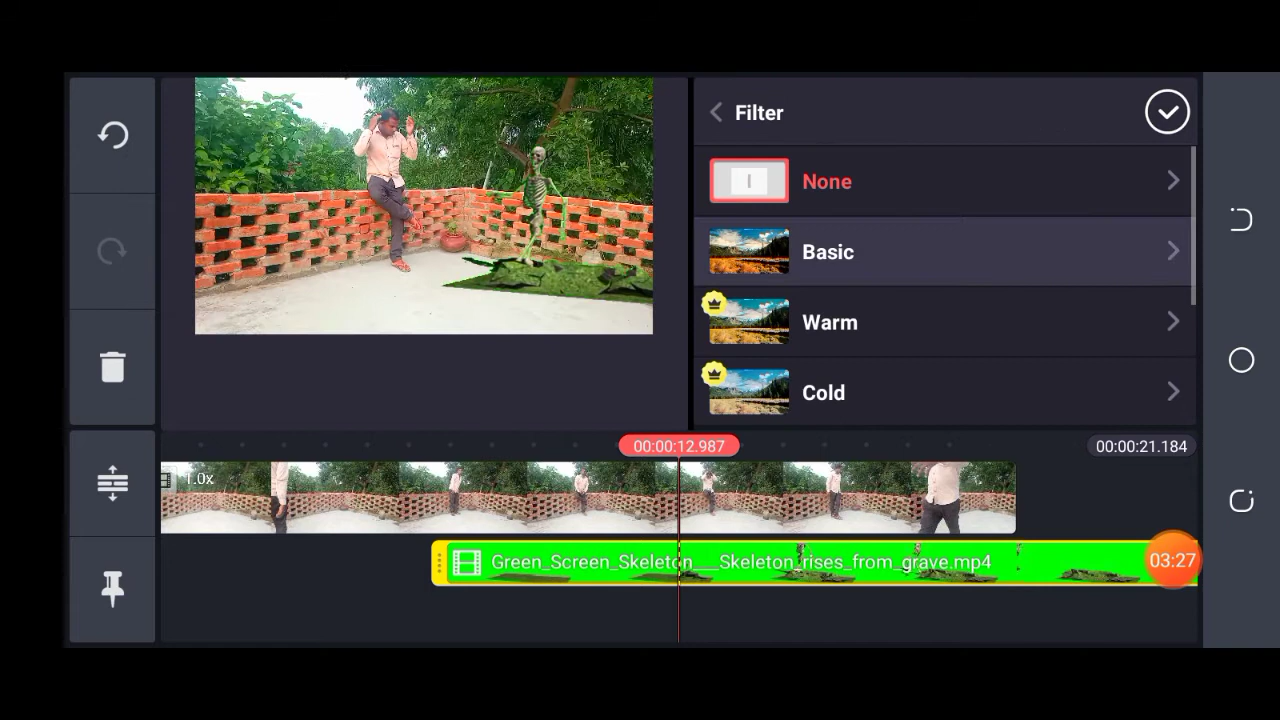 Filter
None
Basic
Warm
Cold
00:00:12.987
00:00:21.184
1.0x
Green_Screen_Skeleton___Skeleton_rises_from_grave.mp4
03:27